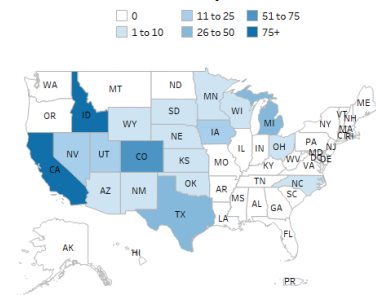 0 11 to 25 51 to 75
1 to 10 26 to 50 75+
WA MT ND ME
MN VT NH
OR ID SD WI NY MA
WY MI RI
IA PA NJ
NE OH MD
NV UT IL IN DE
CO WV VA
CA KS MO KY
NC
AZ NM OK TN SC
AR
MS AL GA
TX LA
FL
AK HI
PR